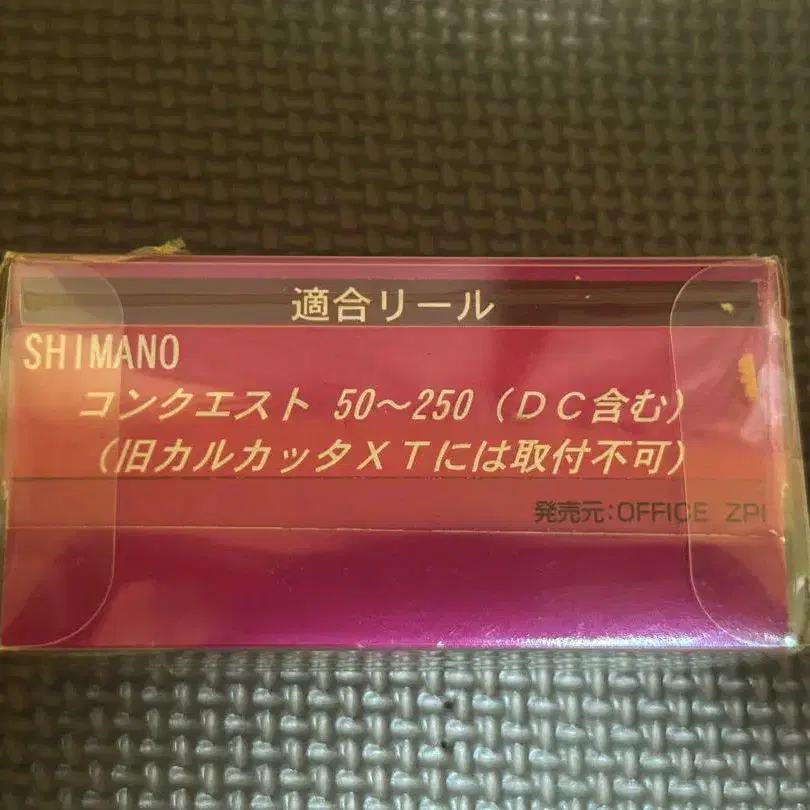 適合リール
SHIMANO
コンクエスト 50～250（ＤＣ含む）
（旧カルカッタＸＴには取付不可）
発売元:OFFICE ZPI